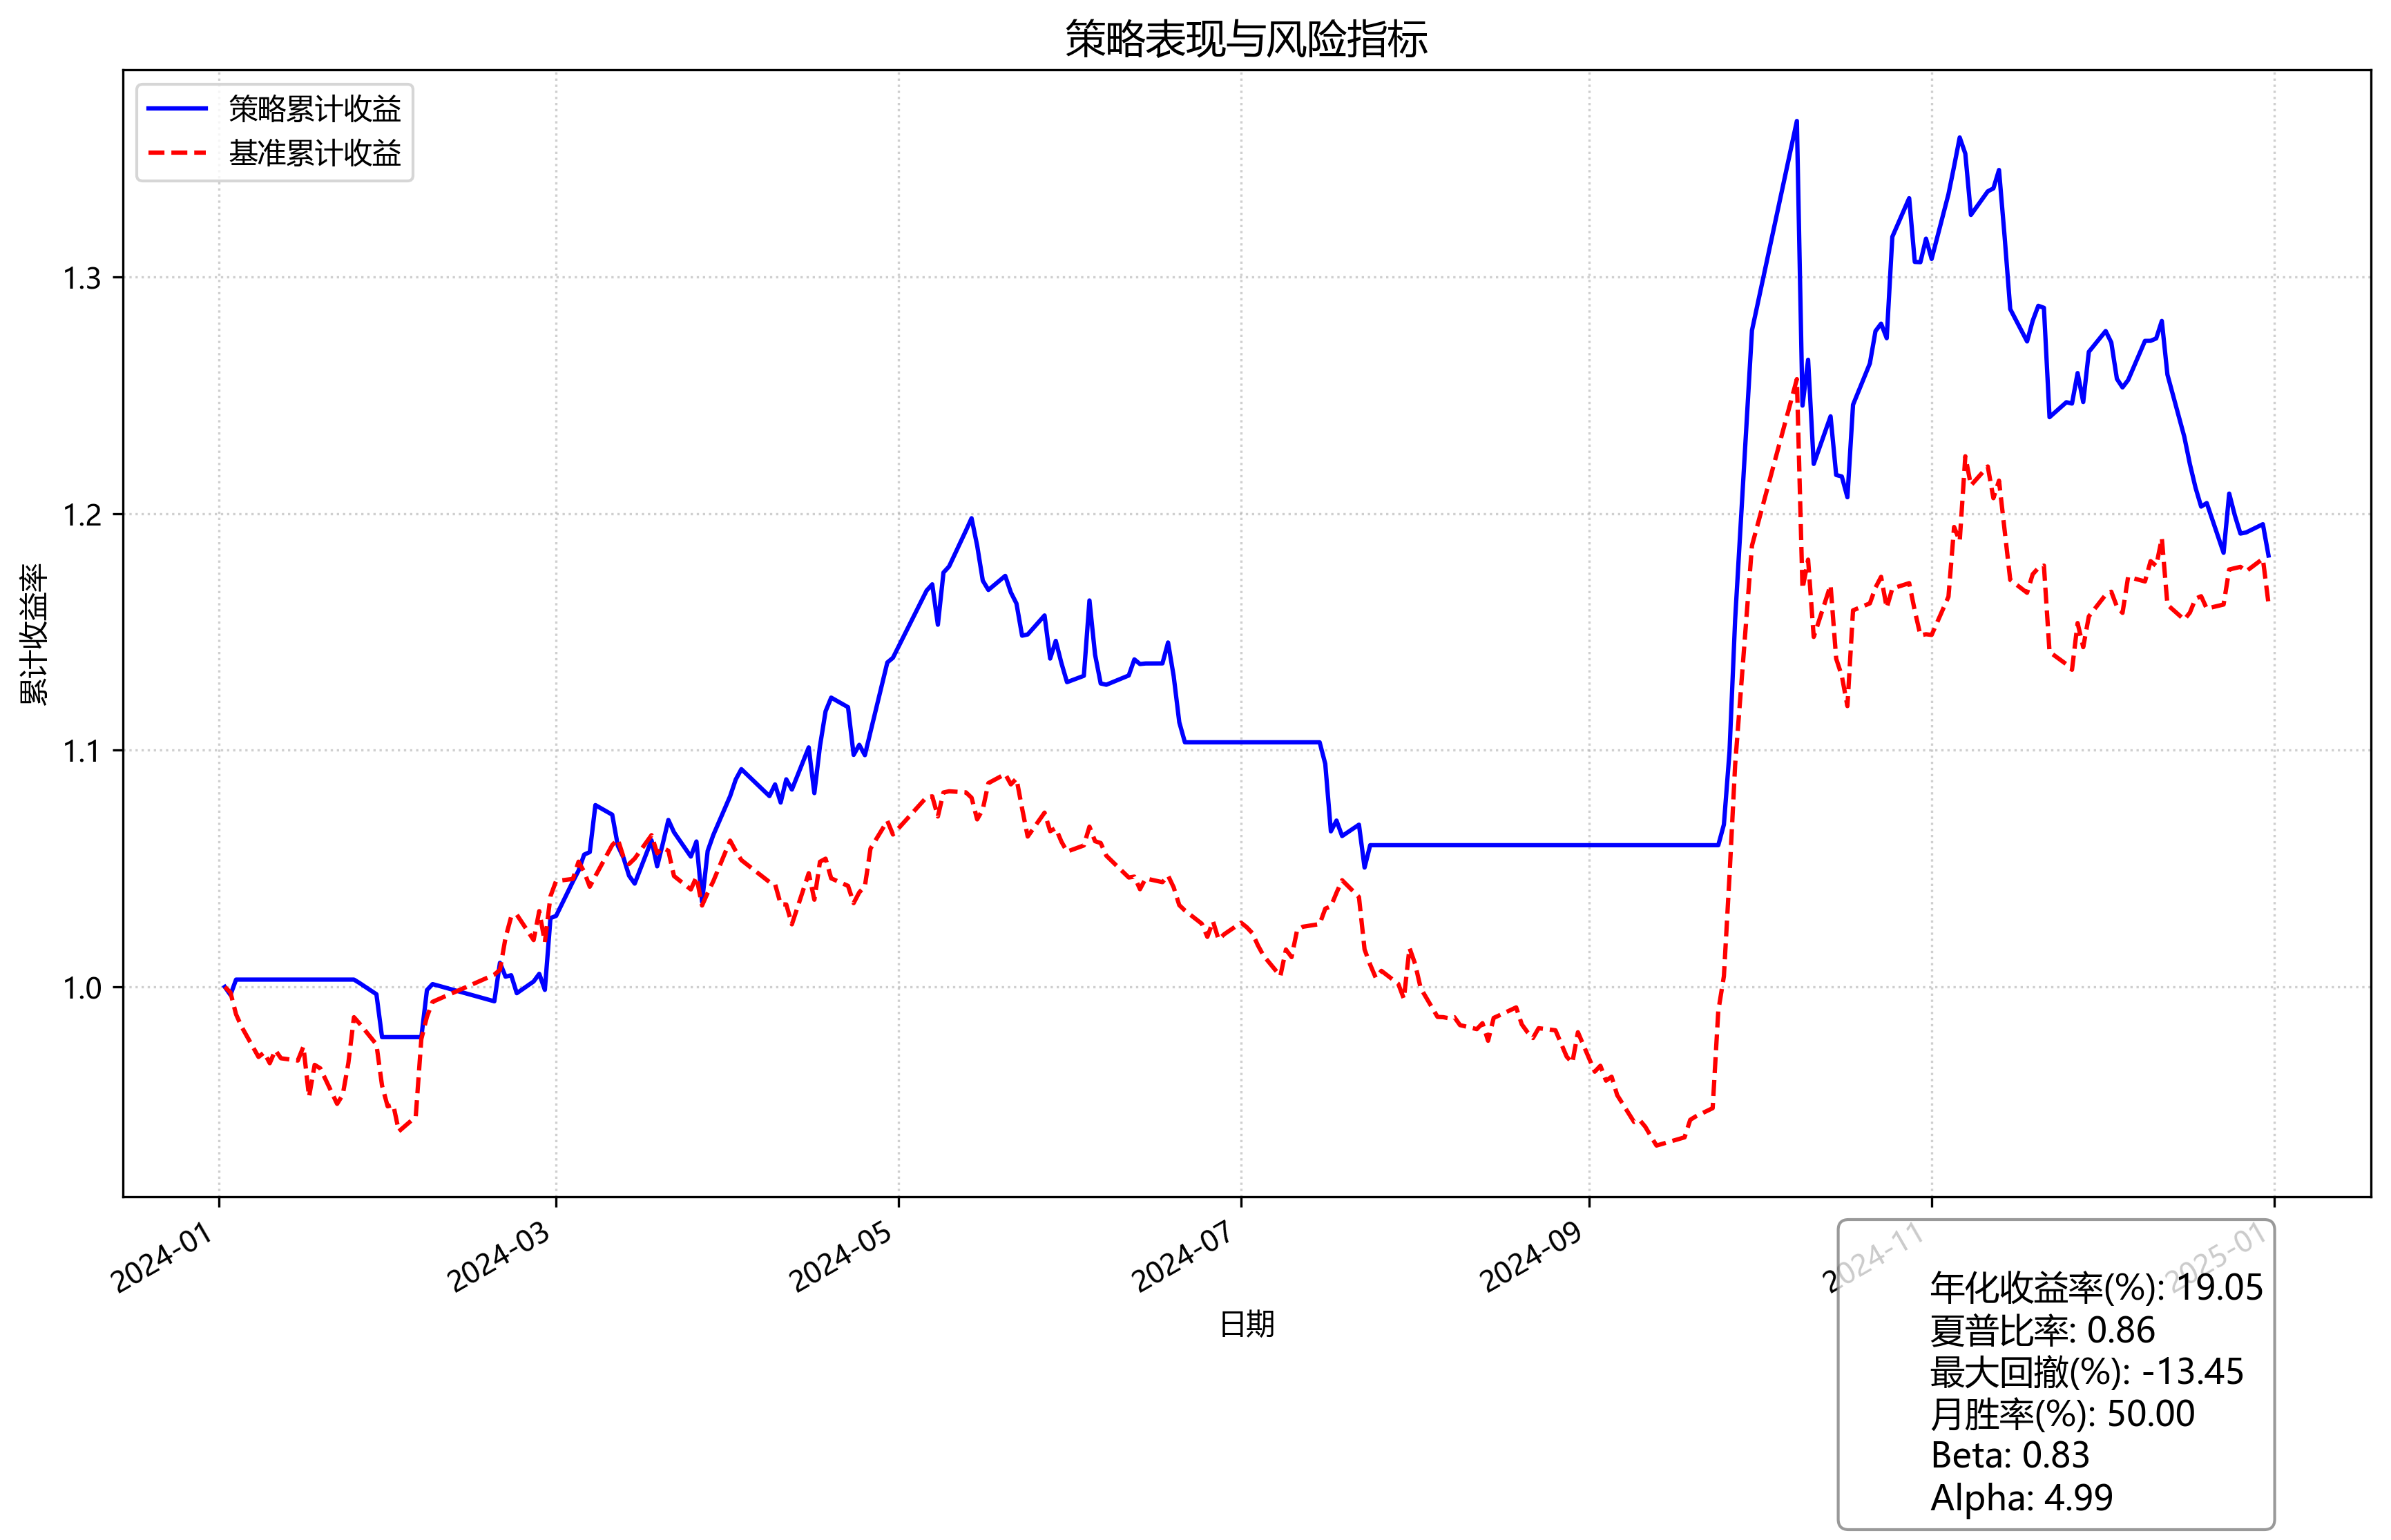 策略表现与风险指标
策略累计收益
基准累计收益
累计收益率
1.3
1.2
1.1
1.0
2024-01
2024-03
2024-05
2024-07
2024-09
2024-11
2025-01
日期
年化收益率(%): 19.05
夏普比率: 0.86
最大回撤(%): -13.45
月胜率(%): 50.00
Beta: 0.83
Alpha: 4.99